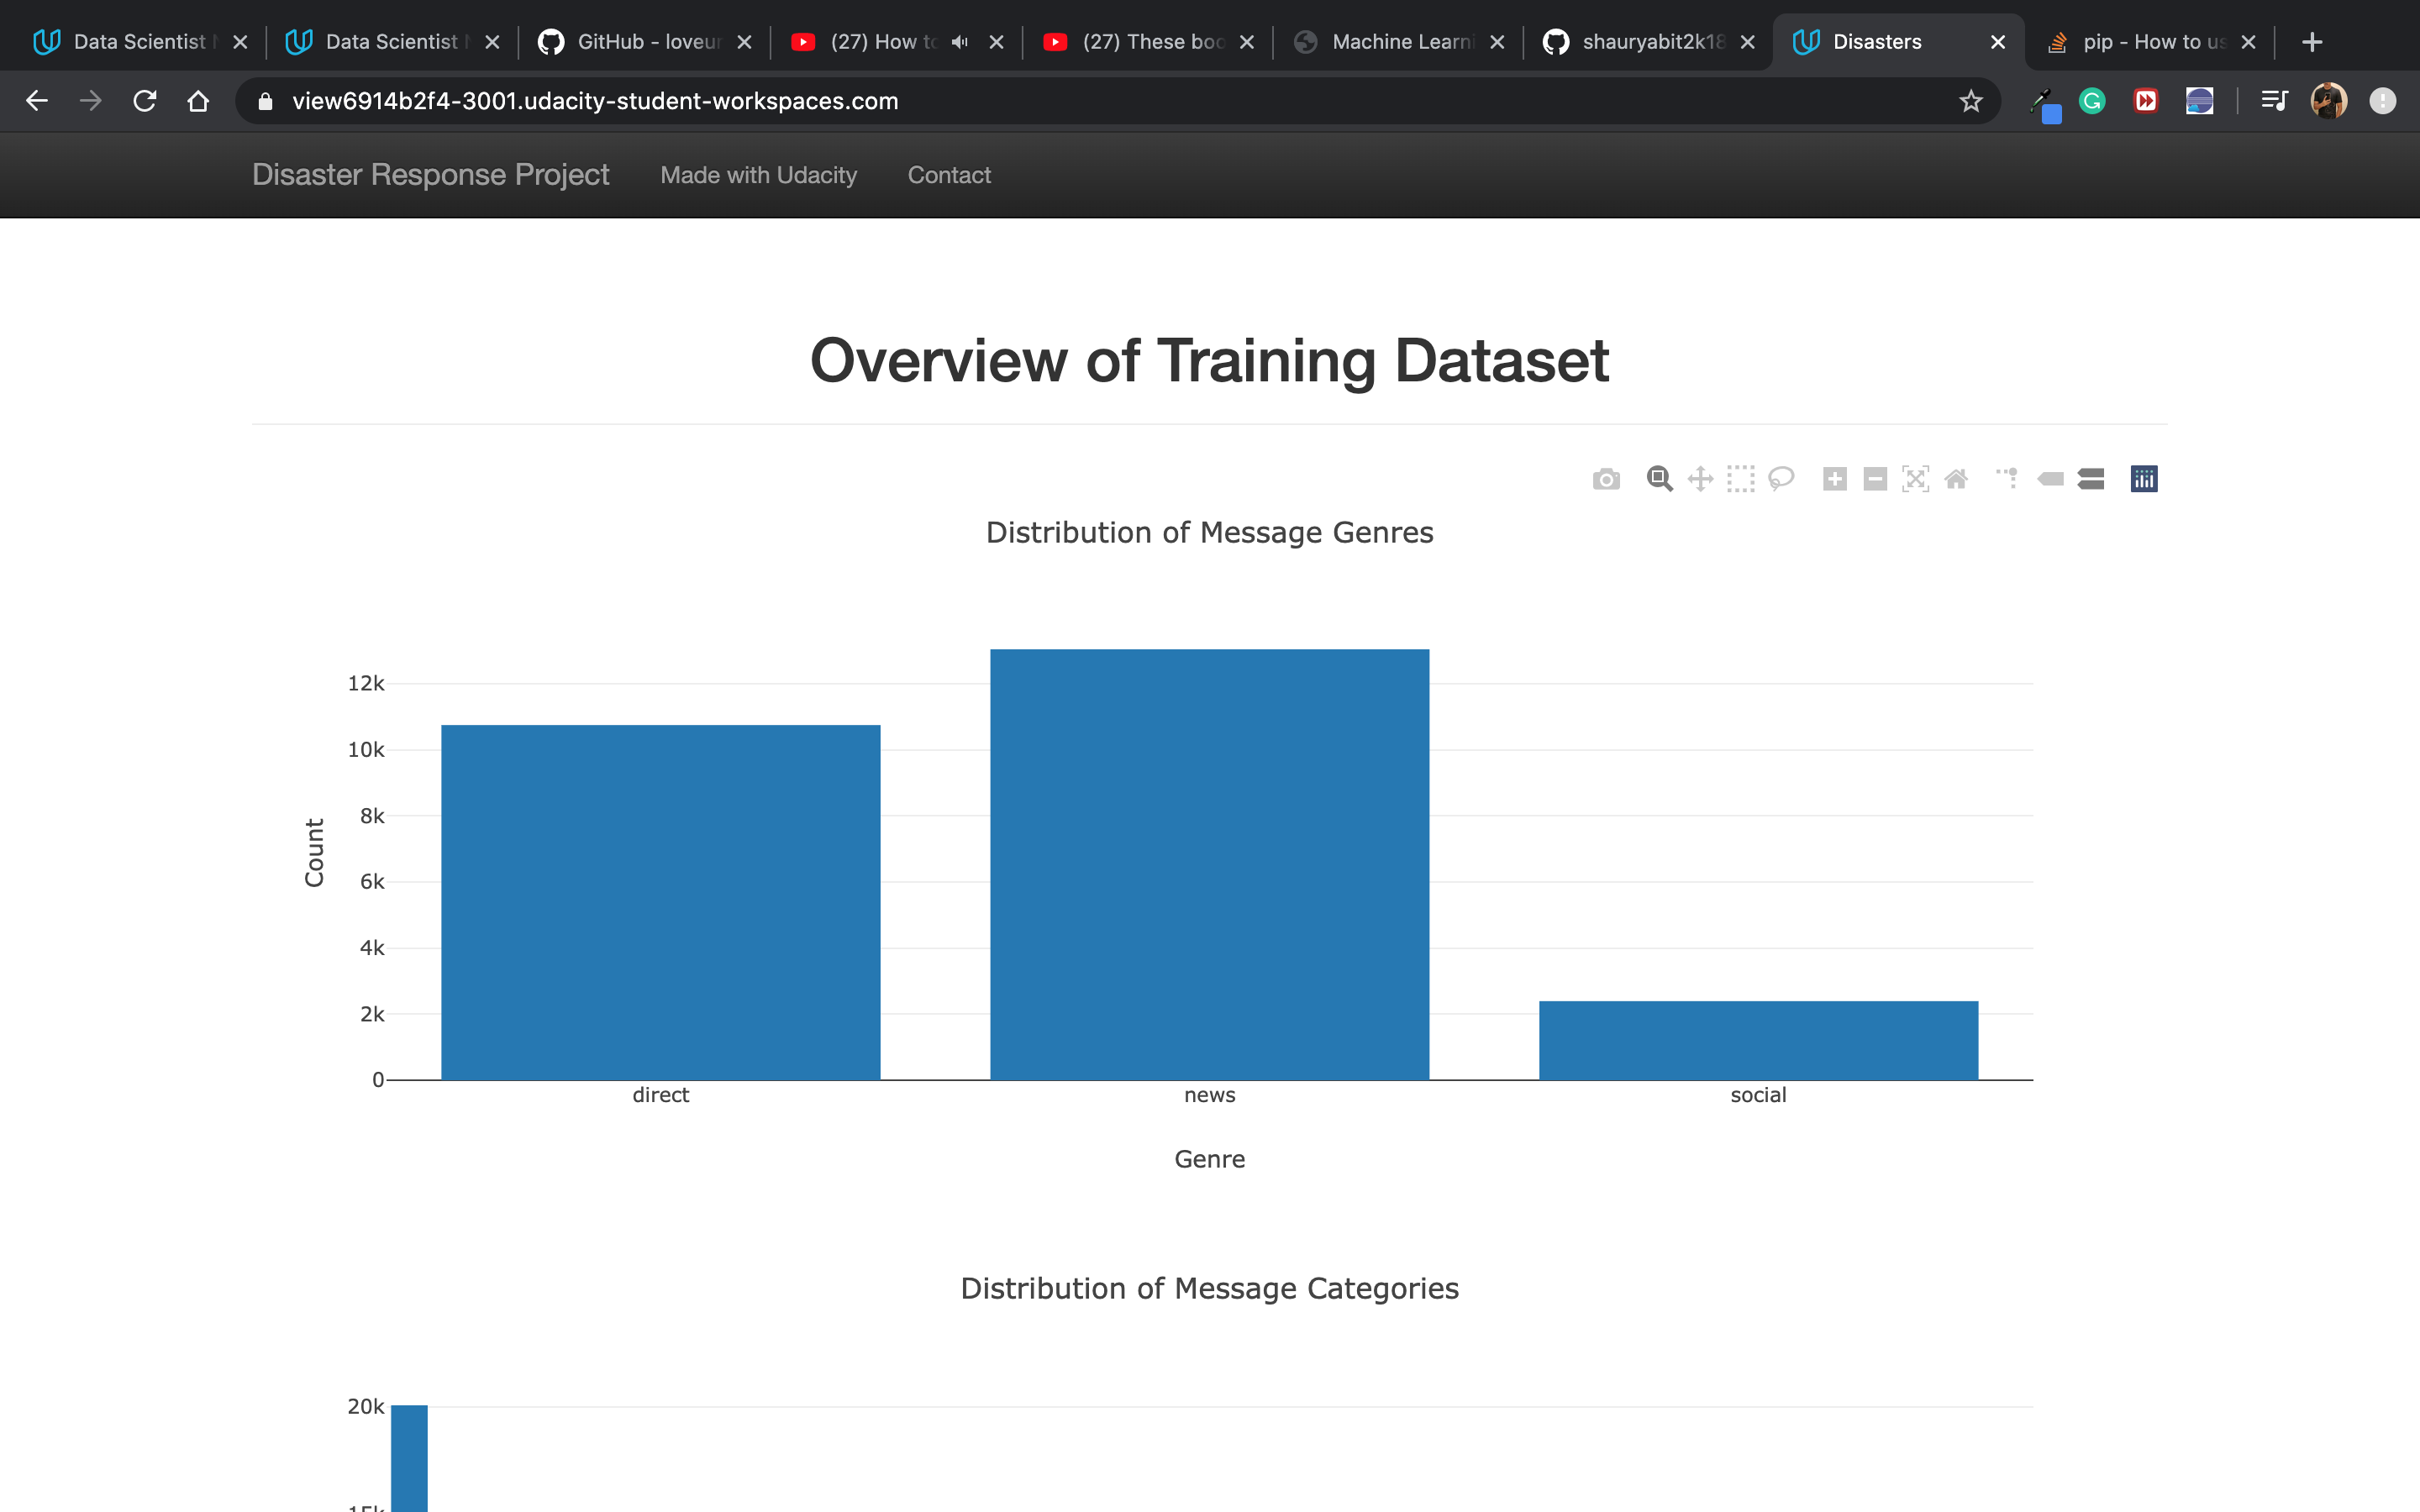 Data Scientist
Data Scientist
GitHub - loveur
(27) How to
(27) These boo
Machine Learni
shauryabit2k18
Disasters
pip - How to us
view6914b2f4-3001.udacity-student-workspaces.com
Disaster Response Project
Made with Udacity
Contact
Overview of Training Dataset
Distribution of Message Genres
12k
10k
8k
6k
4k
2k
0
Count
direct
news
social
Genre
Distribution of Message Categories
20k
15k